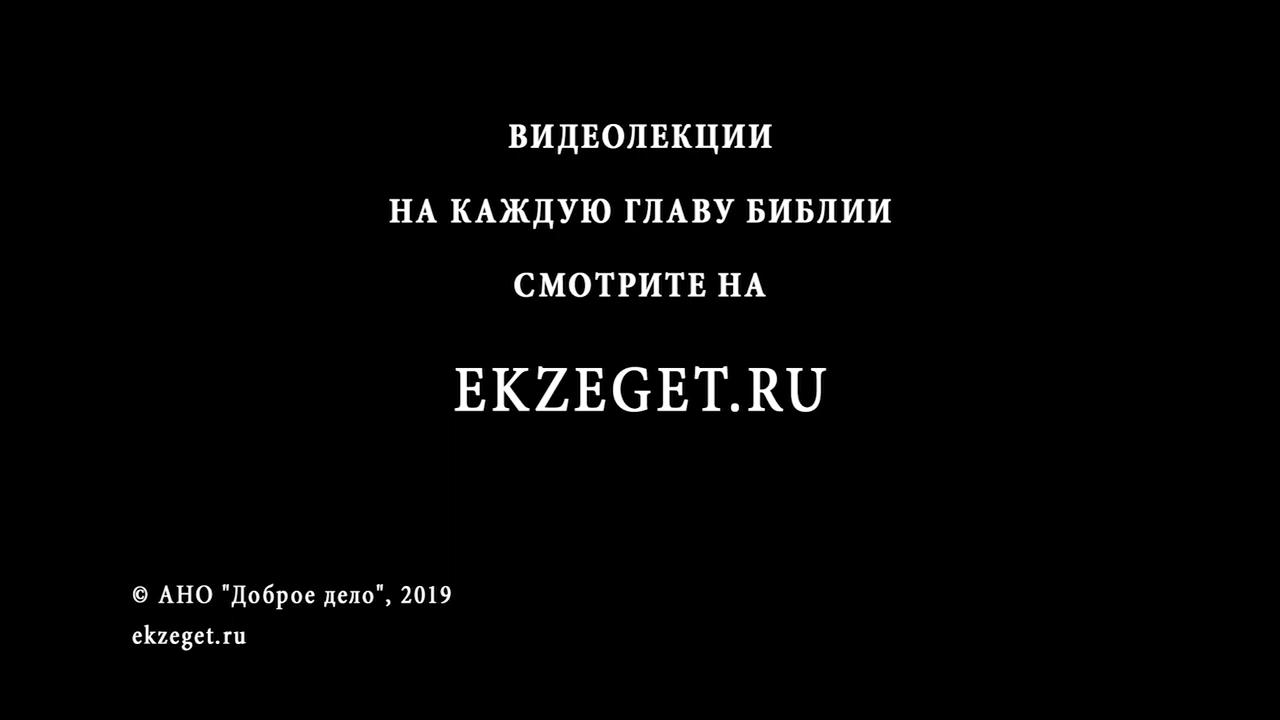 ВИДЕОЛЕКЦИИ
НА КАЖДУЮ ГЛАВУ БИБЛИИ
СМОТРИТЕ НА
EKZEGET.RU
© АНО "Доброе дело", 2019
ekzeget.ru